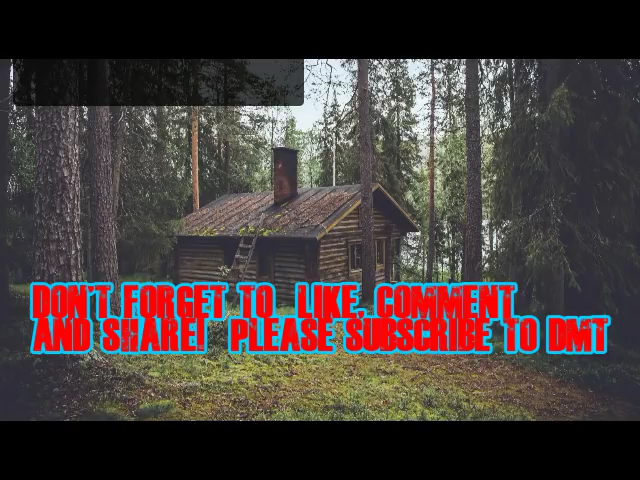 DON'T FORGET TO LIKE, COMMENT
AND SHARE! PLEASE SUBSCRIBE TO DMT